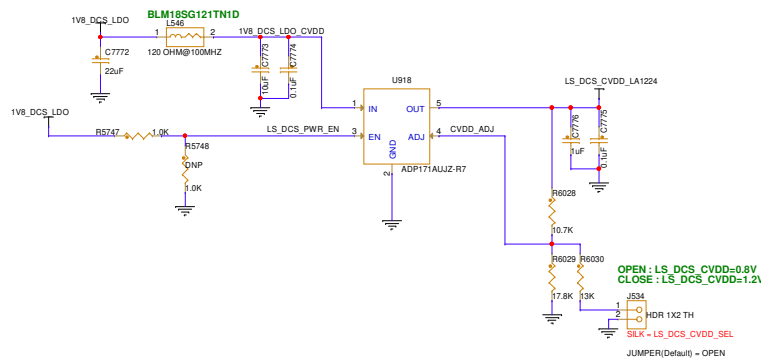 BLM18SG121TN1D
1V8_DCS_LDO
L546
1
2
1V8_DCS_LDO_CVDD
120 OHM@100MHZ
C7772
22uF
C7773
10uF
C7774
0.1uF
U918
LS_DCS_CVDD_LA1224
1
IN
OUT
5
1V8_DCS_LDO
R5747
1.0K
LS_DCS_PWR_EN
3
EN
ADJ
4
CVDD_ADJ
GND
2
ADP171AUJZ-R7
R5748
DNP
1.0K
C7776
1uF
C7775
0.1uF
R6028
10.7K
R6029
17.8K
R6030
13K
OPEN : LS_DCS_CVDD=0.8V
CLOSE : LS_DCS_CVDD=1.2V
J534
1
2
HDR 1X2 TH
SILK = LS_DCS_CVDD_SEL
JUMPER(Default) = OPEN